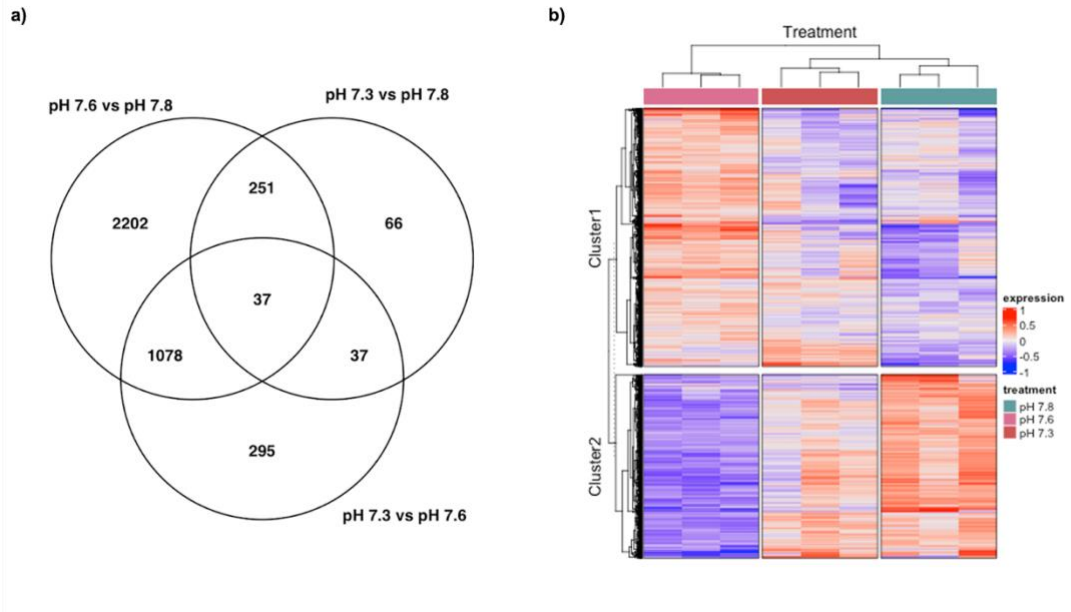 a)
pH 7.6 vs pH 7.8
pH 7.3 vs pH 7.8
251
2202
66
37
1078
37
295
pH 7.3 vs pH 7.6
b)
Treatment
Cluster1
Cluster2
expression
1
0.5
0
-0.5
-1
treatment
pH 7.8
pH 7.6
pH 7.3